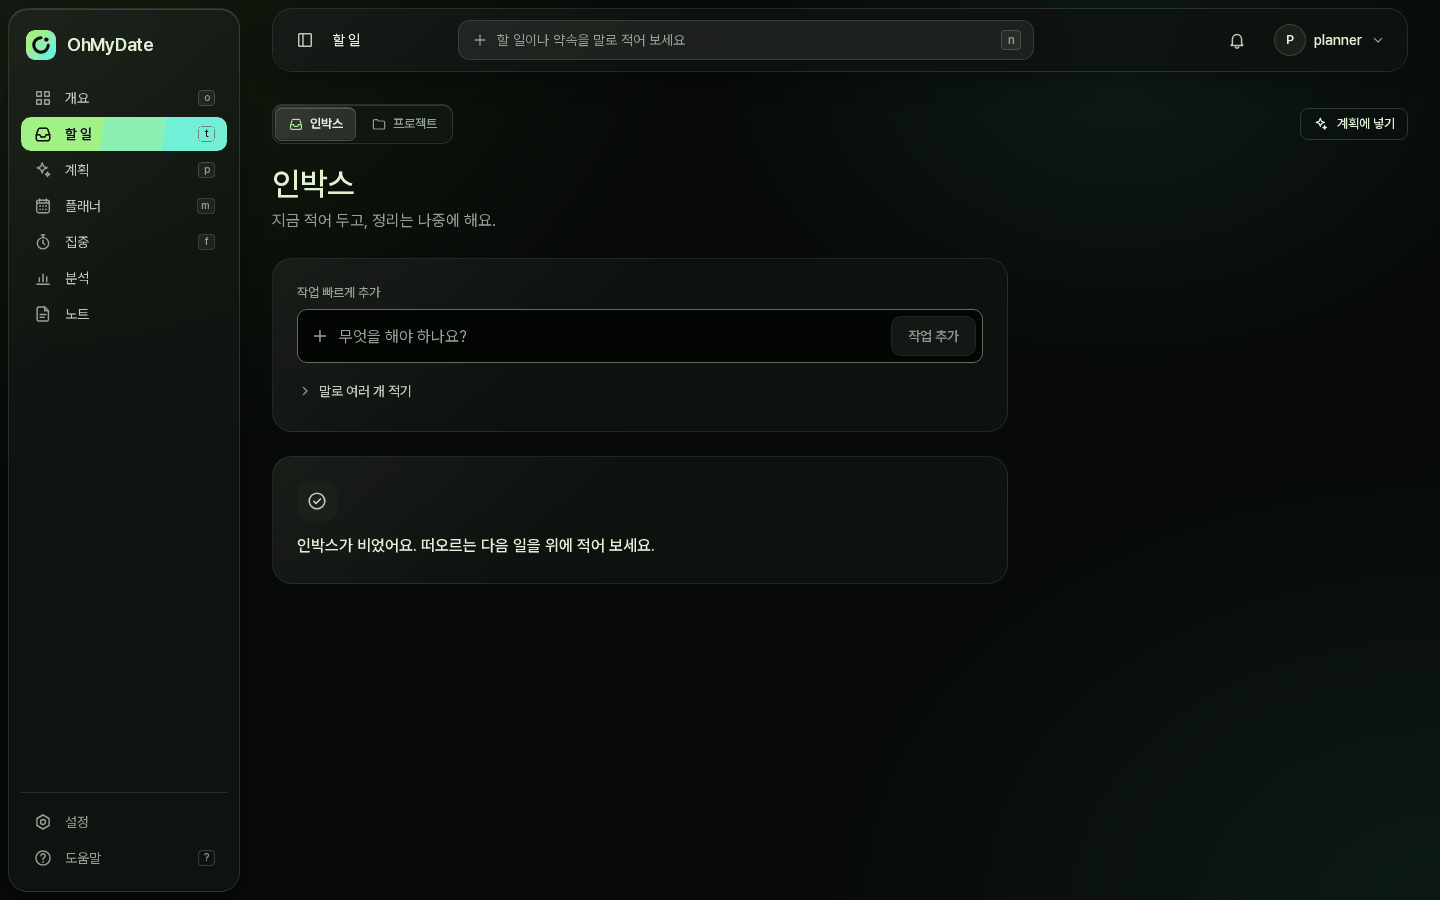 OhMyDate
개요 o
할 일 t
계획 p
플래너 m
집중 f
분석
노트
설정
도움말 ?
할 일
할 일이나 약속을 말로 적어 보세요 n
P planner
인박스 프로젝트
계획에 넣기
인박스
지금 적어 두고, 정리는 나중에 해요.
작업 빠르게 추가
무엇을 해야 하나요? 작업 추가
말로 여러 개 적기
인박스가 비었어요. 떠오르는 다음 일을 위에 적어 보세요.